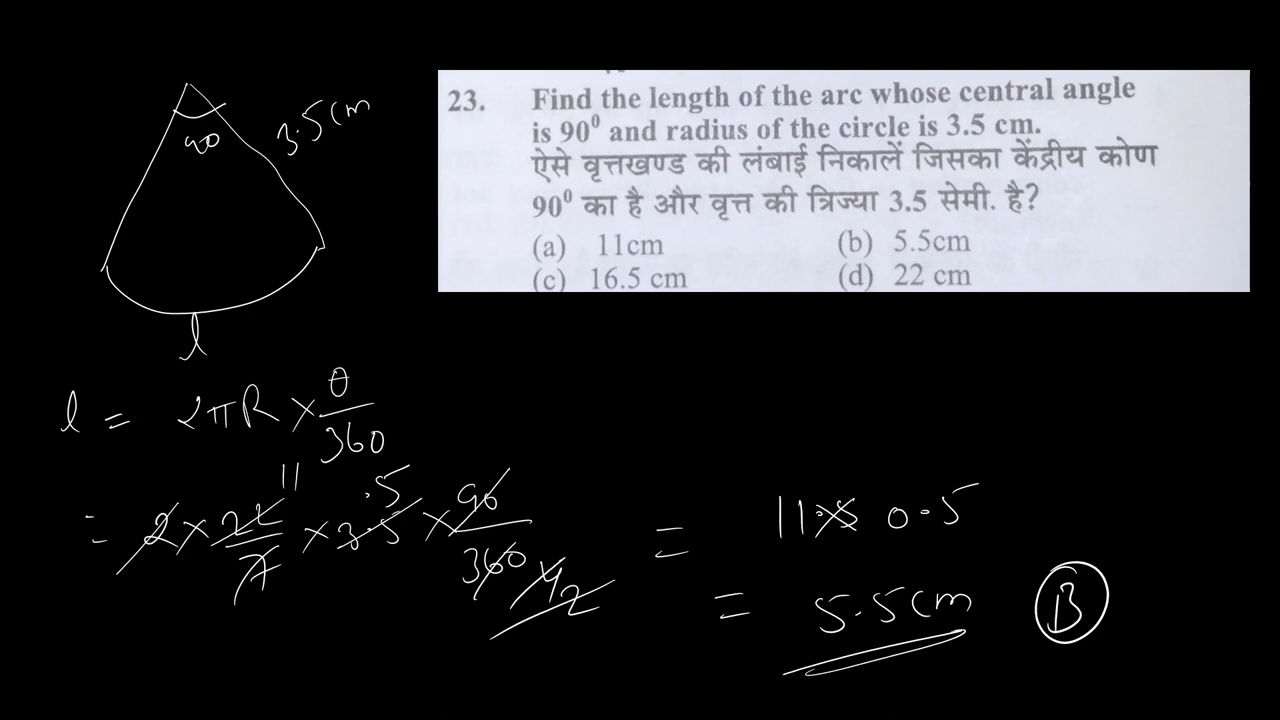 90
3.5cm
l
23. Find the length of the arc whose central angle
is 90⁰ and radius of the circle is 3.5 cm.
ऐसे वृत्तखण्ड की लंबाई निकालें जिसका केंद्रीय कोण
90⁰ का है और वृत्त की त्रिज्या 3.5 सेमी. है?
(a) 11cm (b) 5.5cm
(c) 16.5 cm (d) 22 cm
l = 2πR × θ/360
= 2 × 22/7 × 3.5 × 90/360 = 11 × 0.5
11 .5 4 2
= 5.5cm B